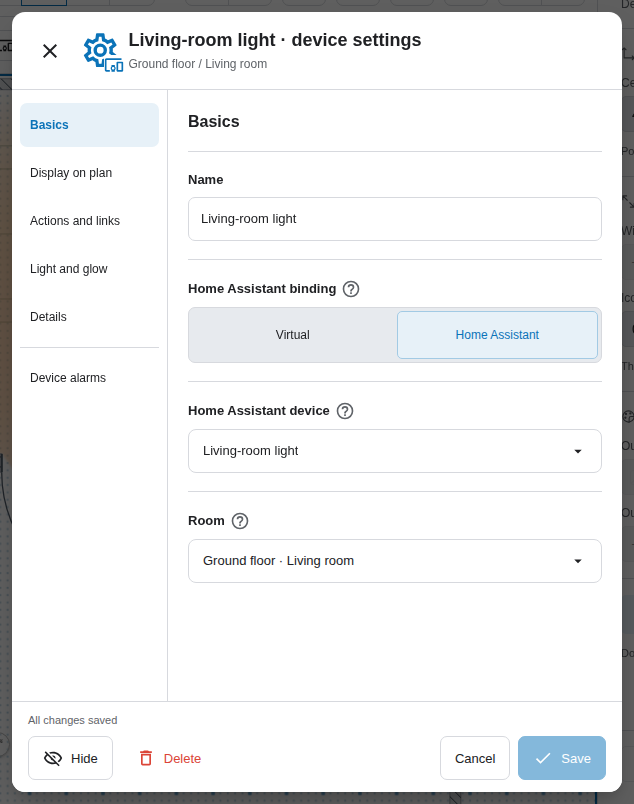 Living-room light · device settings
Ground floor / Living room
Basics
Display on plan
Actions and links
Light and glow
Details
Device alarms
Basics
Name
Living-room light
Home Assistant binding
Virtual
Home Assistant
Home Assistant device
Living-room light
Room
Ground floor · Living room
All changes saved
Hide
Delete
Cancel
Save